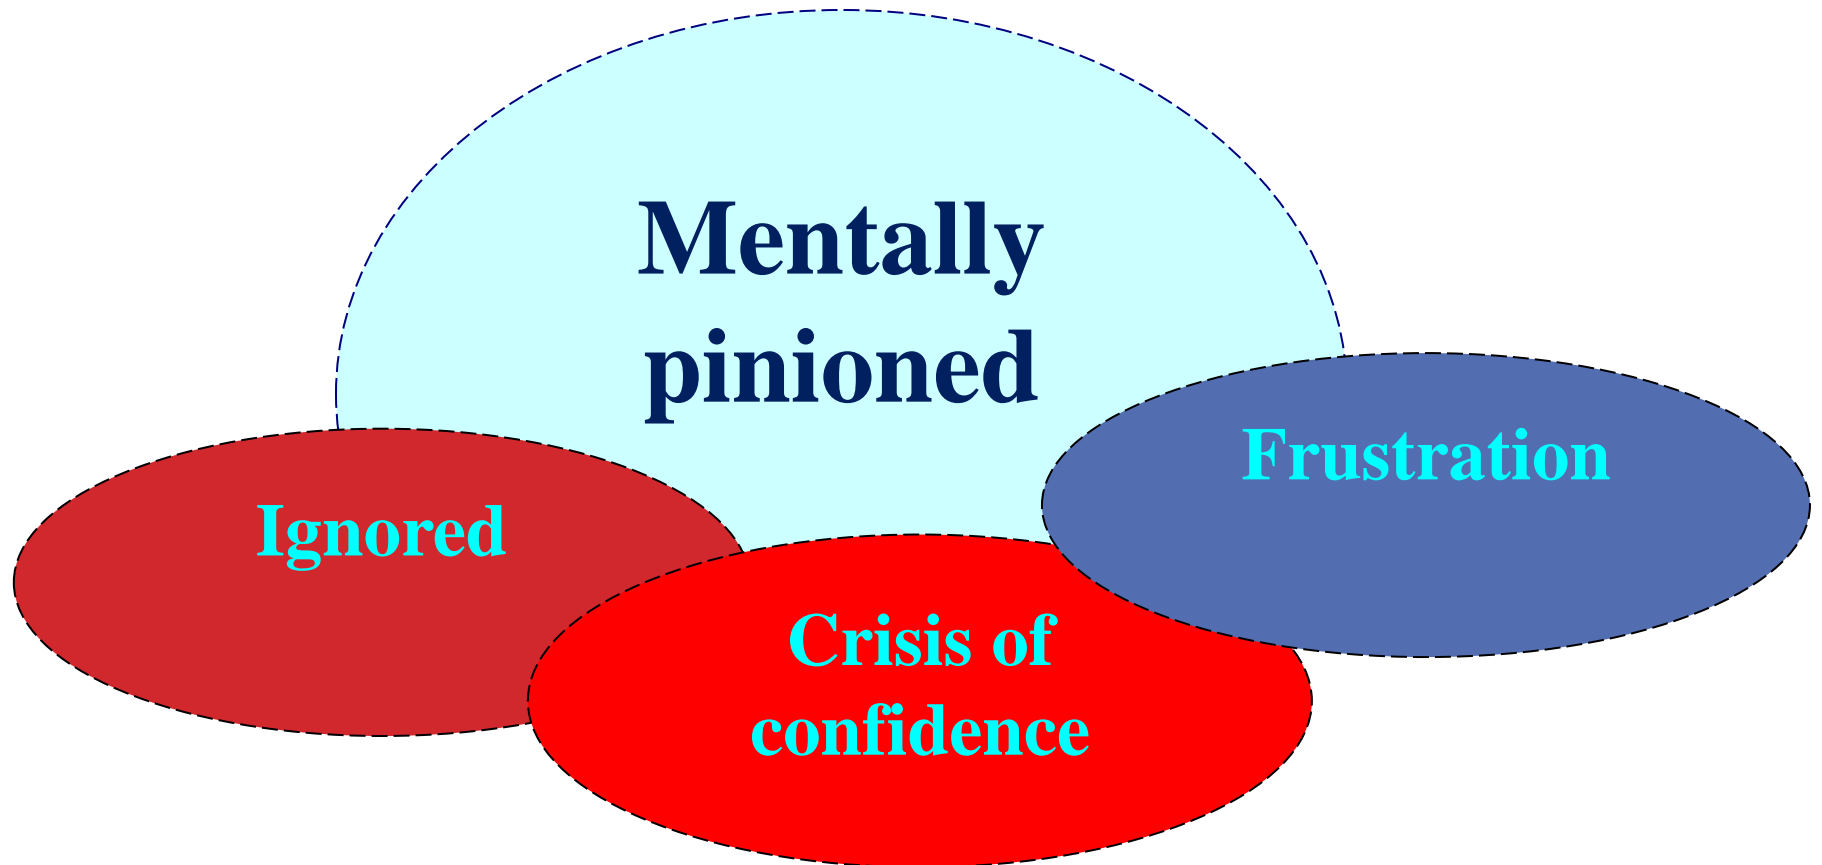 Mentally
pinioned
Frustration
Ignored
Crisis of
confidence